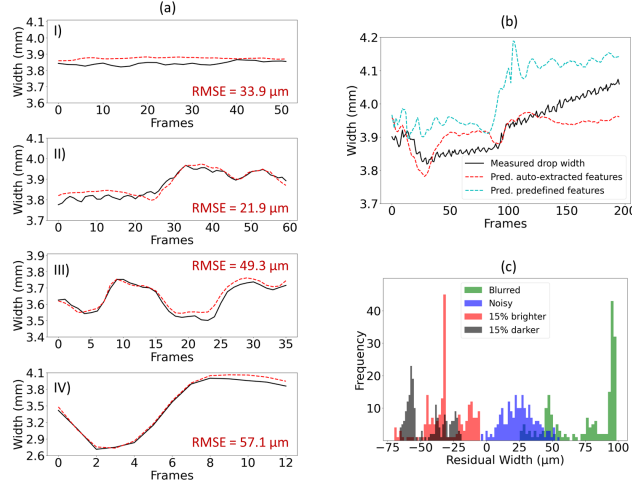 (a)
I)
Width (mm)
4.1
4.0
3.9
3.8
3.7
3.6
RMSE = 33.9 μm
0 10 20 30 40 50
Frames
II)
Width (mm)
4.1
4.0
3.9
3.8
3.7
RMSE = 21.9 μm
0 10 20 30 40 50 60
Frames
III)
Width (mm)
3.9
3.8
3.7
3.6
3.5
3.4
RMSE = 49.3 μm
0 5 10 15 20 25 30 35
Frames
IV)
Width (mm)
4.1
3.8
3.5
3.2
2.9
2.6
RMSE = 57.1 μm
0 2 4 6 8 10 12
Frames
(b)
Width (mm)
4.2
4.1
4.0
3.9
3.8
3.7
Measured drop width
Pred. auto-extracted features
Pred. predefined features
0 50 100 150 200
Frames
(c)
Frequency
40
30
20
10
Blurred
Noisy
15% brighter
15% darker
−75 −50 −25 0 25 50 75 100
Residual Width (μm)